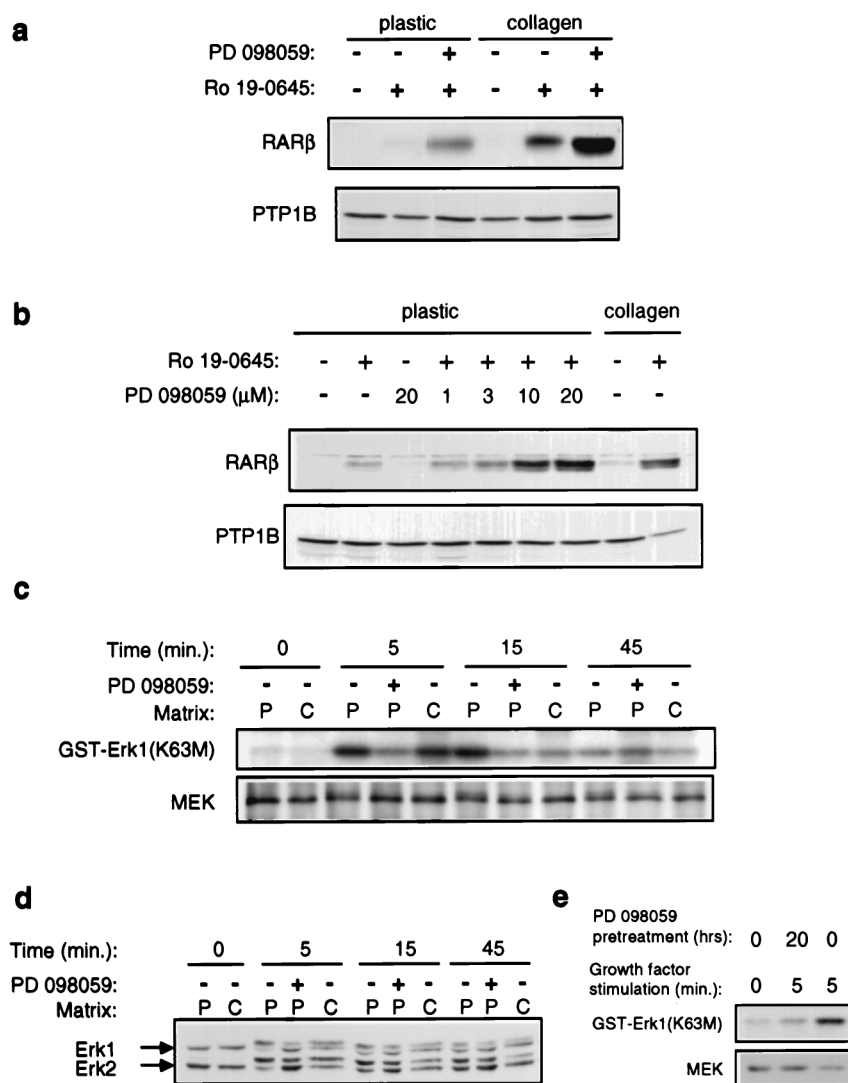 a
plastic collagen
PD 098059: - - + - - +
Ro 19-0645: - + + - + +
RARβ
PTP1B
b
plastic collagen
Ro 19-0645: - + - + + + + - +
PD 098059 (μM): - - 20 1 3 10 20 - -
RARβ
PTP1B
c
Time (min.): 0 5 15 45
PD 098059: - - - + - - + - - + -
Matrix: P C P P C P P C P P C
GST-Erk1(K63M)
MEK
d
Time (min.): 0 5 15 45
PD 098059: - - - + - - + - - + -
Matrix: P C P P C P P C P P C
Erk1
Erk2
e
PD 098059
pretreatment (hrs): 0 20 0
Growth factor
stimulation (min.): 0 5 5
GST-Erk1(K63M)
MEK